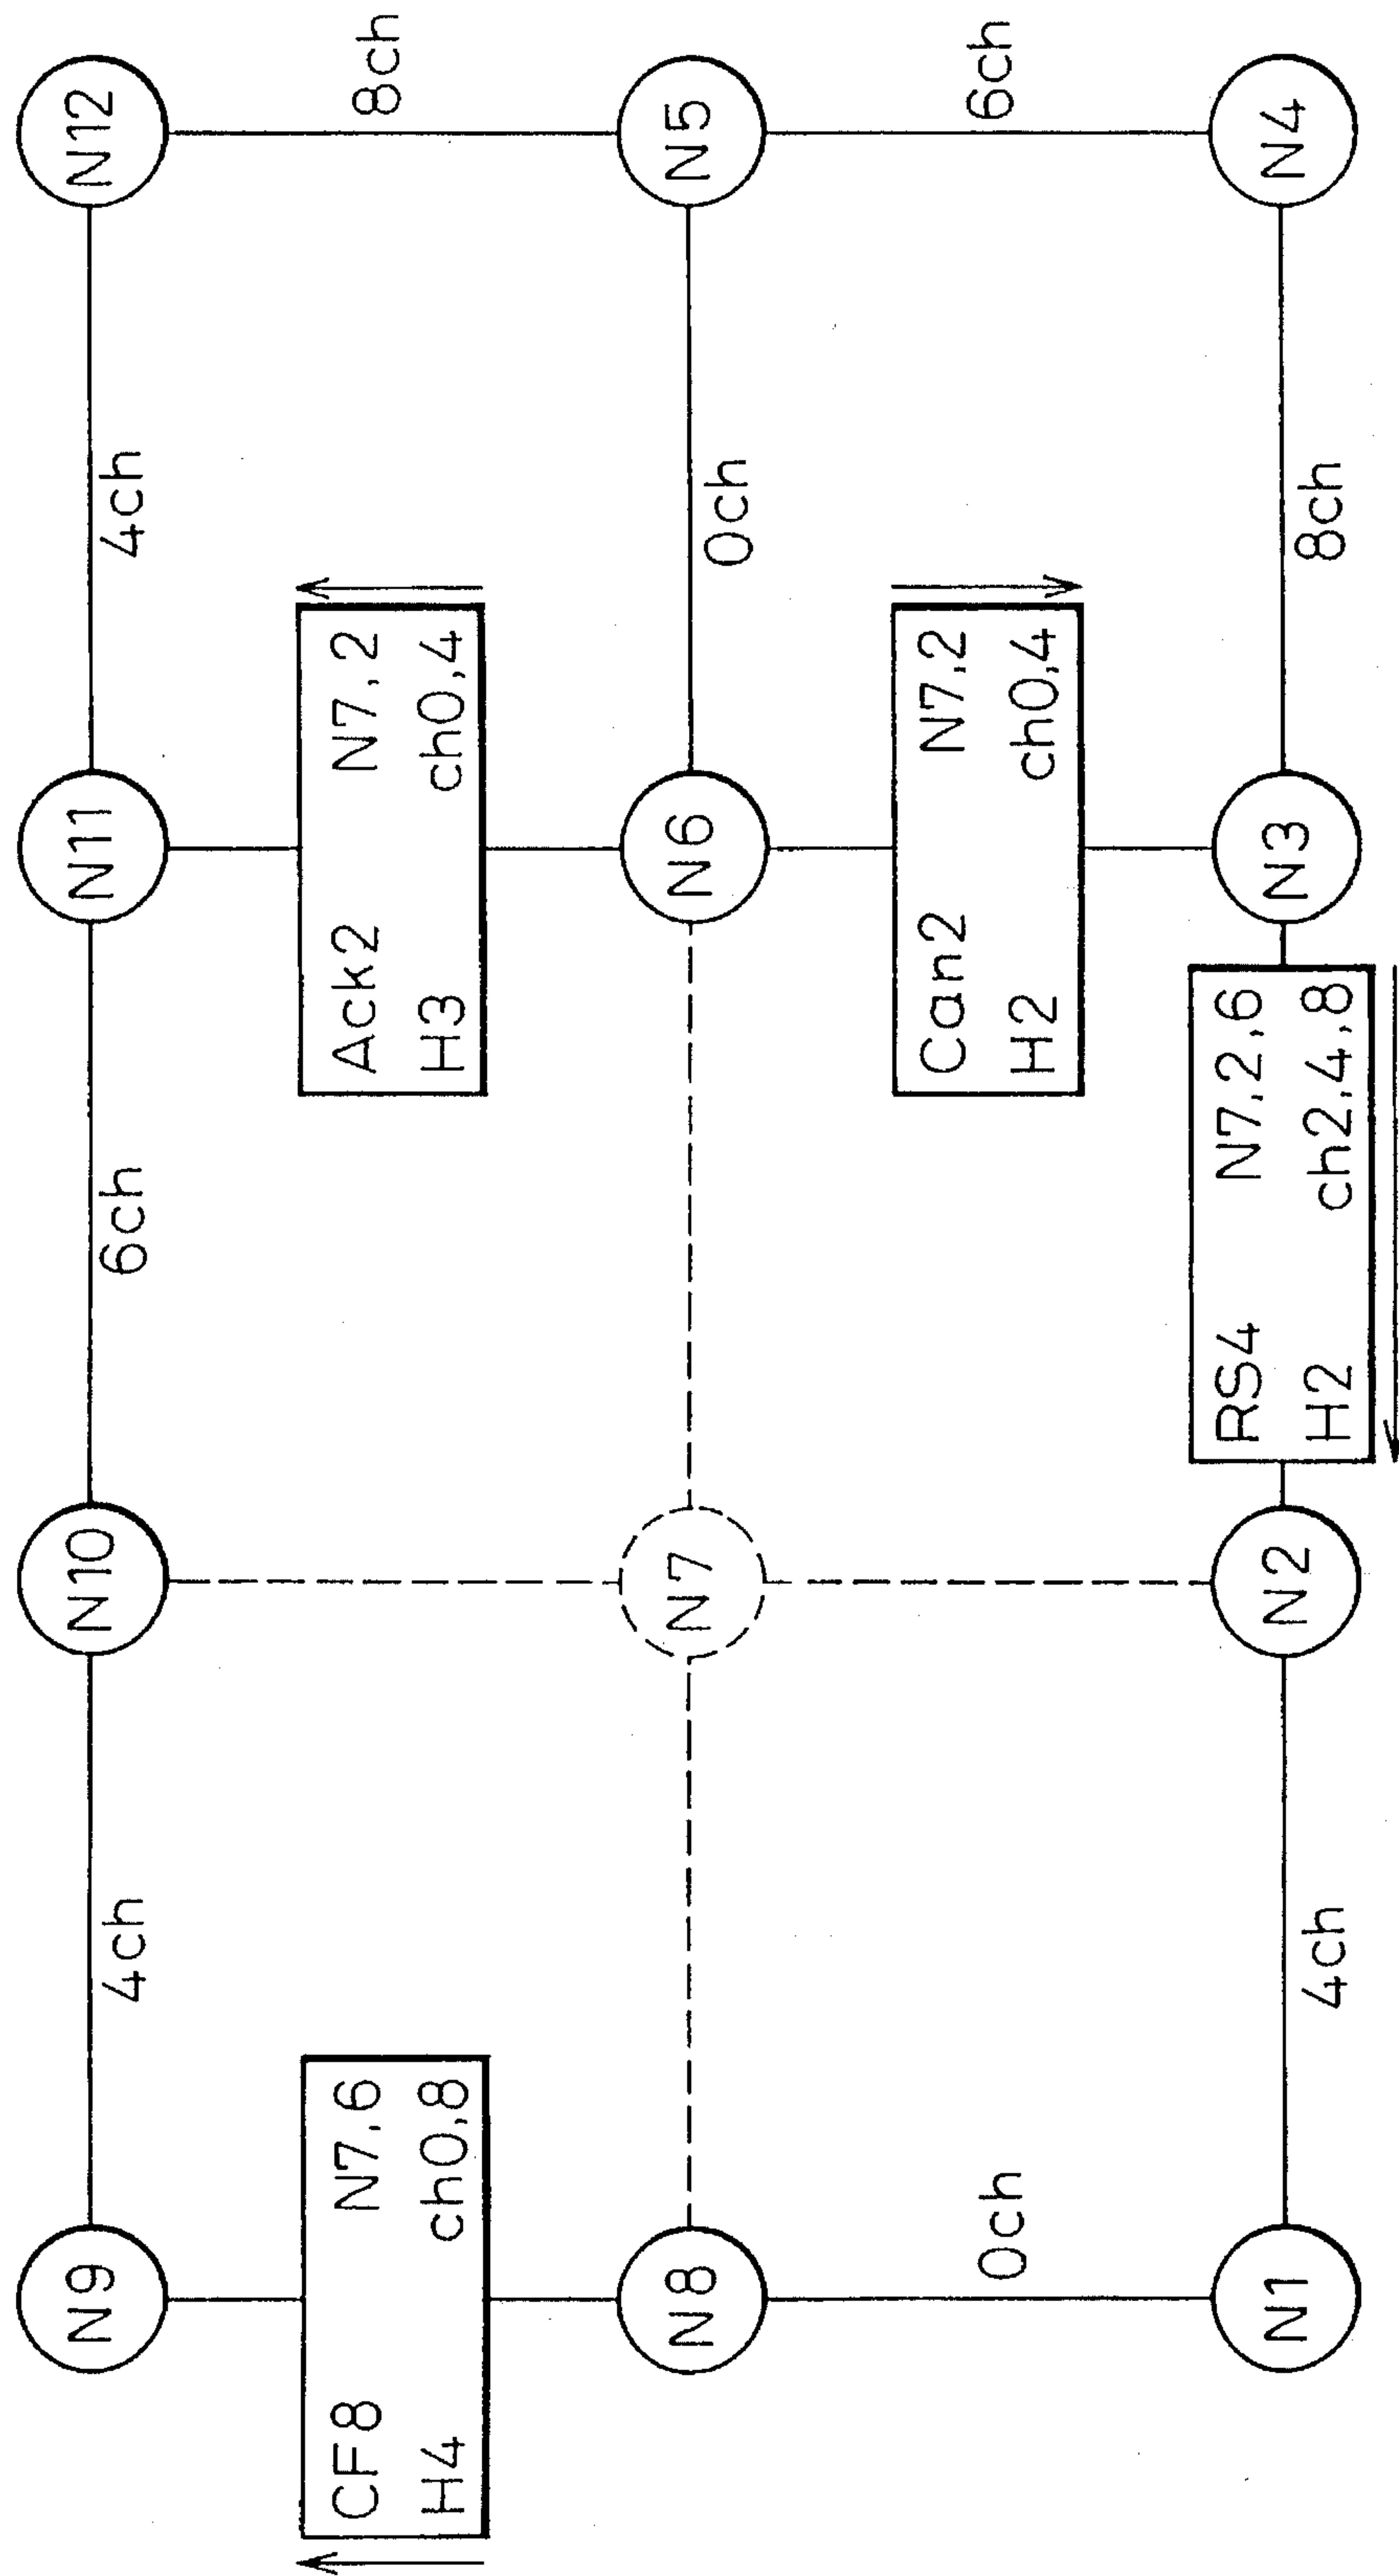 N9
4ch
N10
6ch
N11
4ch
N12
CF8 N7,6
H4 ch0,8
Ack2 N7,2
H3 ch0,4
8ch
N8
N7
N6
0ch
N5
0ch
Can2 N7,2
H2 ch0,4
6ch
N1
4ch
N2
RS4 N7,2,6
H2 ch2,4,8
N3
8ch
N4